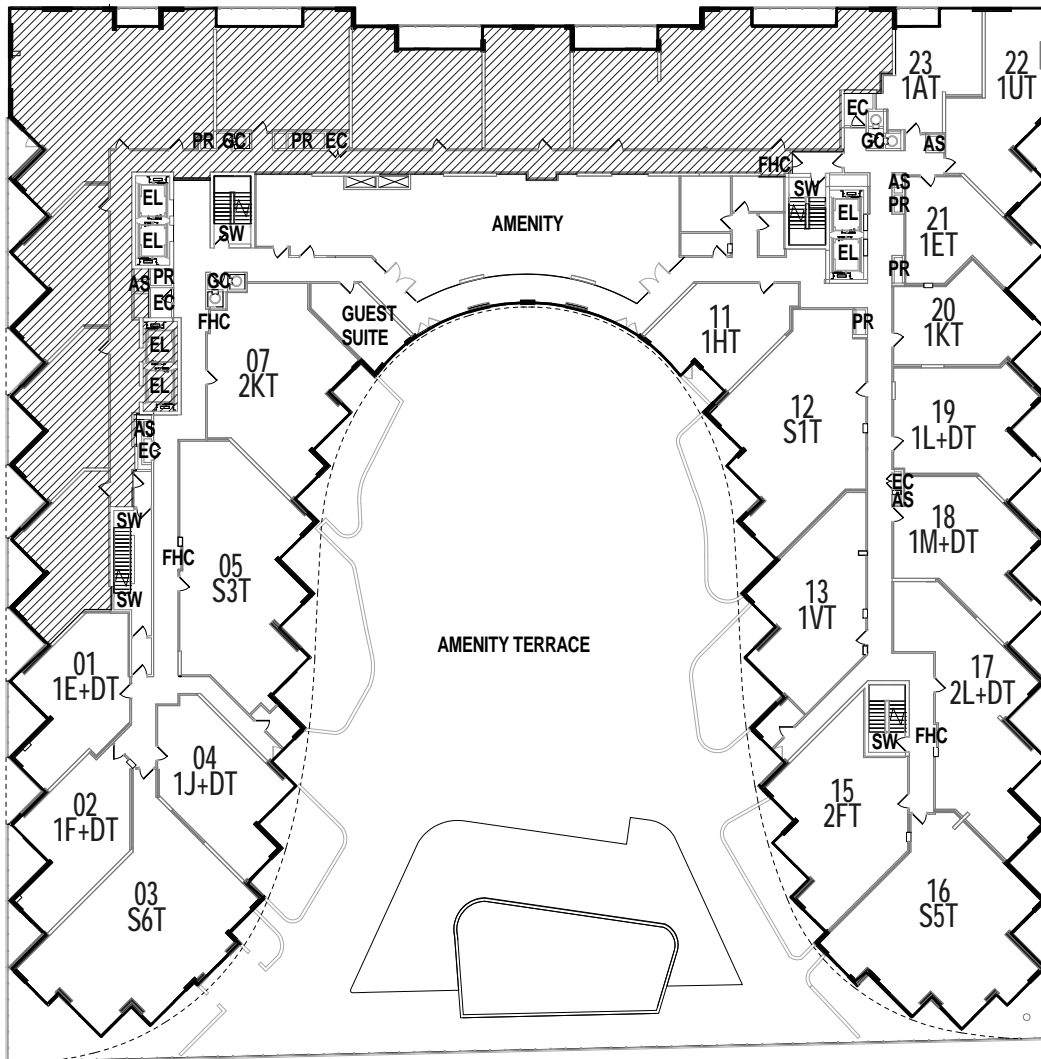 23
1AT
22
1UT
EC
PR
GC
PR
EC
GC
AS
FHC
SW
EL
EL
SW
AMENITY
EL
EL
AS
PR
21
1ET
PR
AS
PR
EC
GC
FHC
GUEST
SUITE
11
1HT
PR
20
1KT
EL
EL
07
2KT
12
S1T
19
1L+DT
AS
EC
EC
AS
18
1M+DT
SW
FHC
SW
05
S3T
13
1VT
AMENITY TERRACE
01
1E+DT
17
2L+DT
SW
FHC
04
1J+DT
02
1F+DT
15
2FT
03
S6T
16
S5T